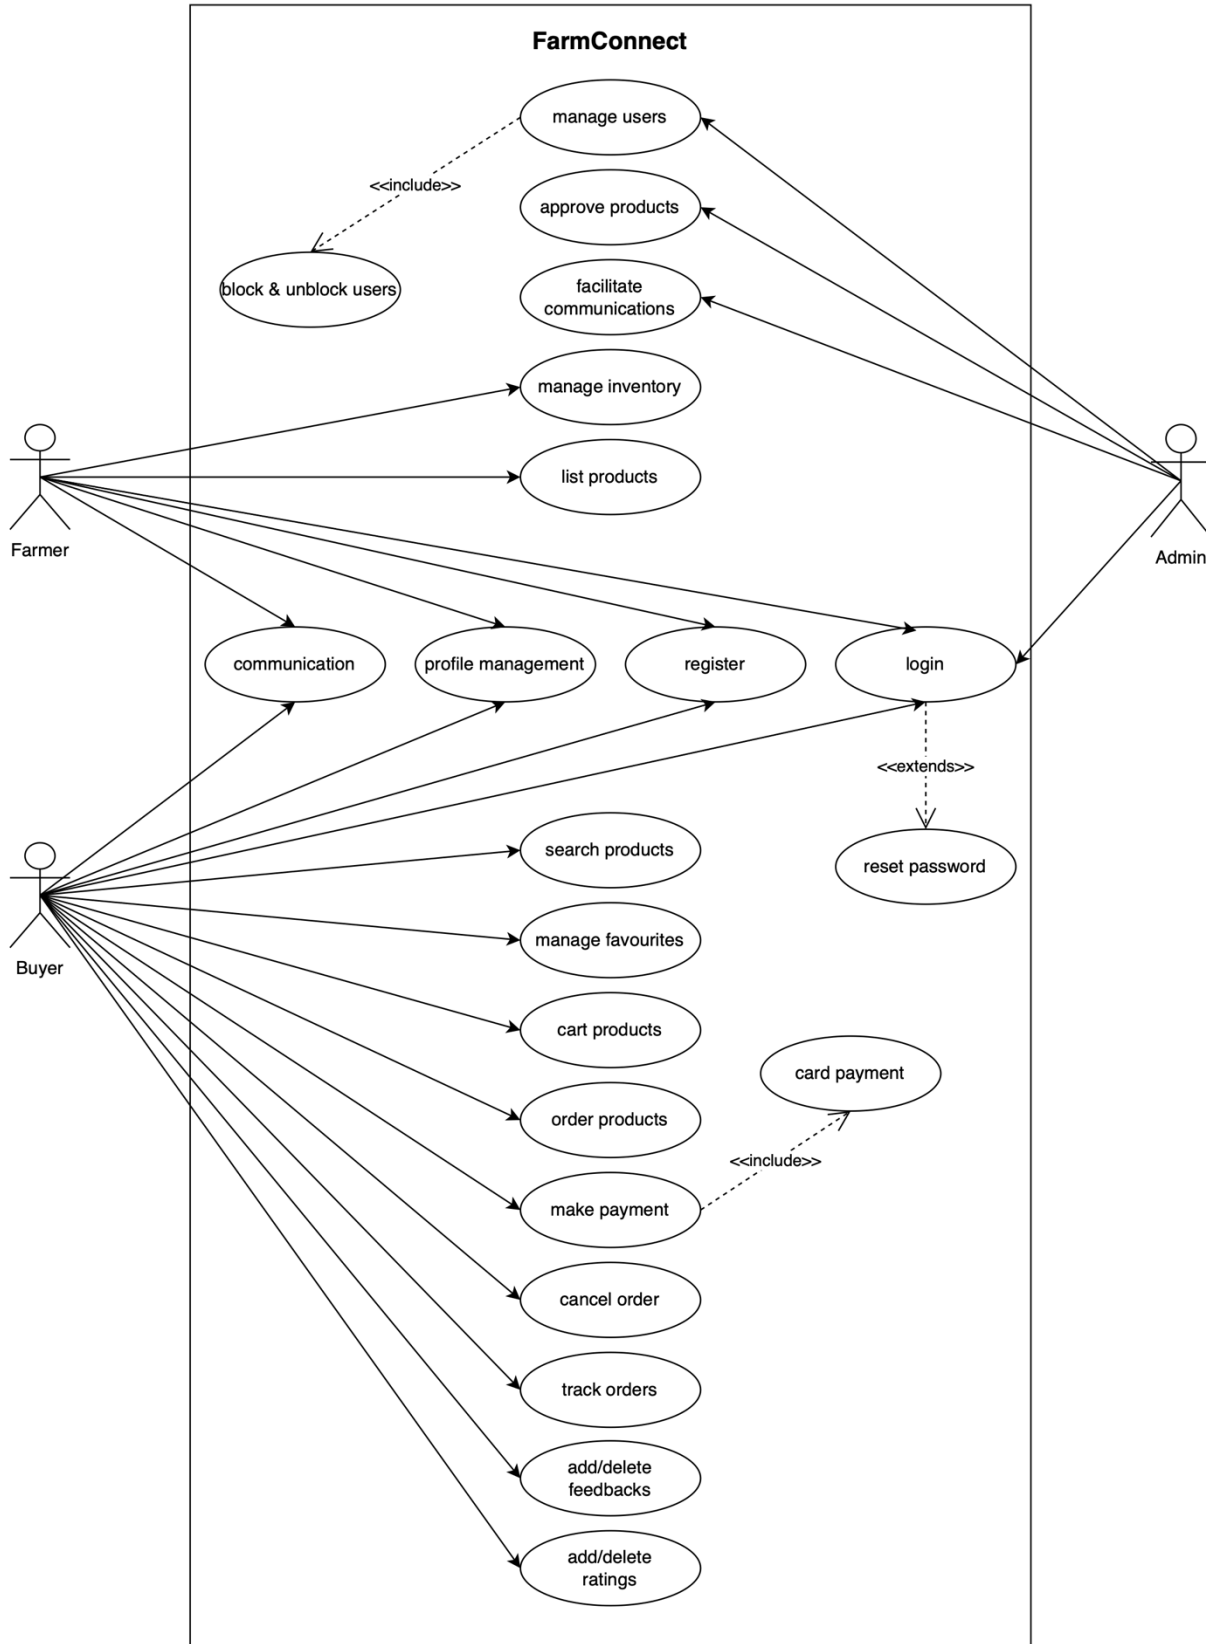 FarmConnect
manage users
<<include>>
approve products
block & unblock users
facilitate
communications
manage inventory
list products
Farmer
Admin
communication
profile management
register
login
<<extends>>
search products
reset password
manage favourites
Buyer
cart products
card payment
order products
<<include>>
make payment
cancel order
track orders
add/delete
feedbacks
add/delete
ratings